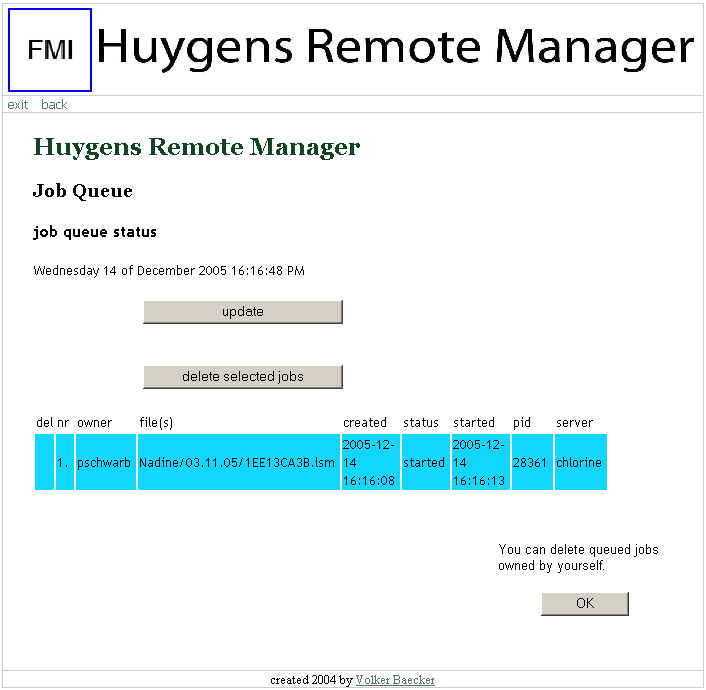 FMI Huygens Remote Manager
exit back
Huygens Remote Manager
Job Queue
job queue status
Wednesday 14 of December 2005 16:16:48 PM
update
delete selected jobs
del nr owner file(s) created status started pid server
1. pschwarb Nadine/03.11.05/1EE13CA3B.lsm 2005-12-14 16:16:08 started 2005-12-14 16:16:13 28361 chlorine
You can delete queued jobs
owned by yourself.
OK
created 2004 by Volker Baecker